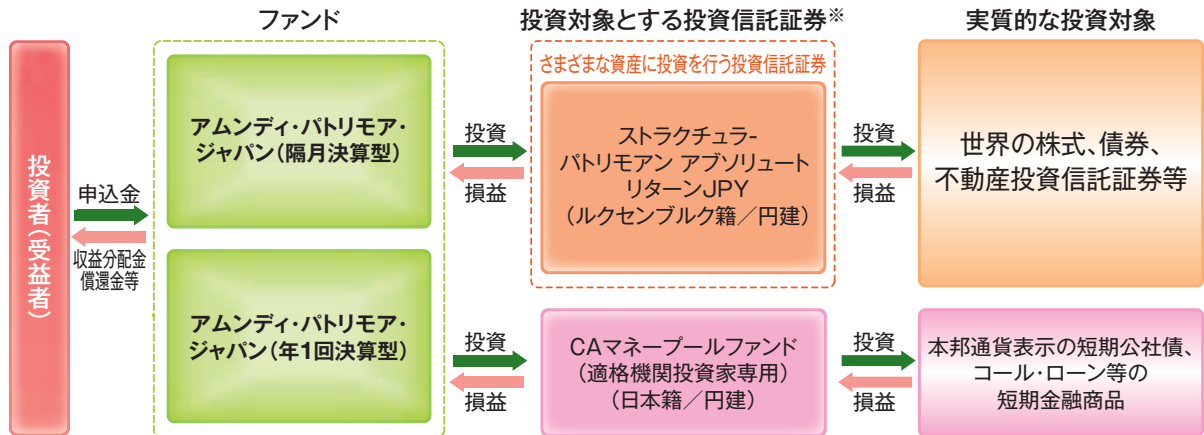 ファンド
投資対象とする投資信託証券※
実質的な投資対象
投資者（受益者）
申込金
収益分配金
償還金等
アムンディ・パトリモア・
ジャパン（隔月決算型）
アムンディ・パトリモア・
ジャパン（年1回決算型）
投資
損益
さまざまな資産に投資を行う投資信託証券
ストラクチュラ-
パトリモアン アブソリュート
リターンJPY
（ルクセンブルク籍／円建）
投資
損益
世界の株式、債券、
不動産投資信託証券等
投資
損益
CAマネープールファンド
（適格機関投資家専用）
（日本籍／円建）
投資
損益
本邦通貨表示の短期公社債、
コール・ローン等の
短期金融商品